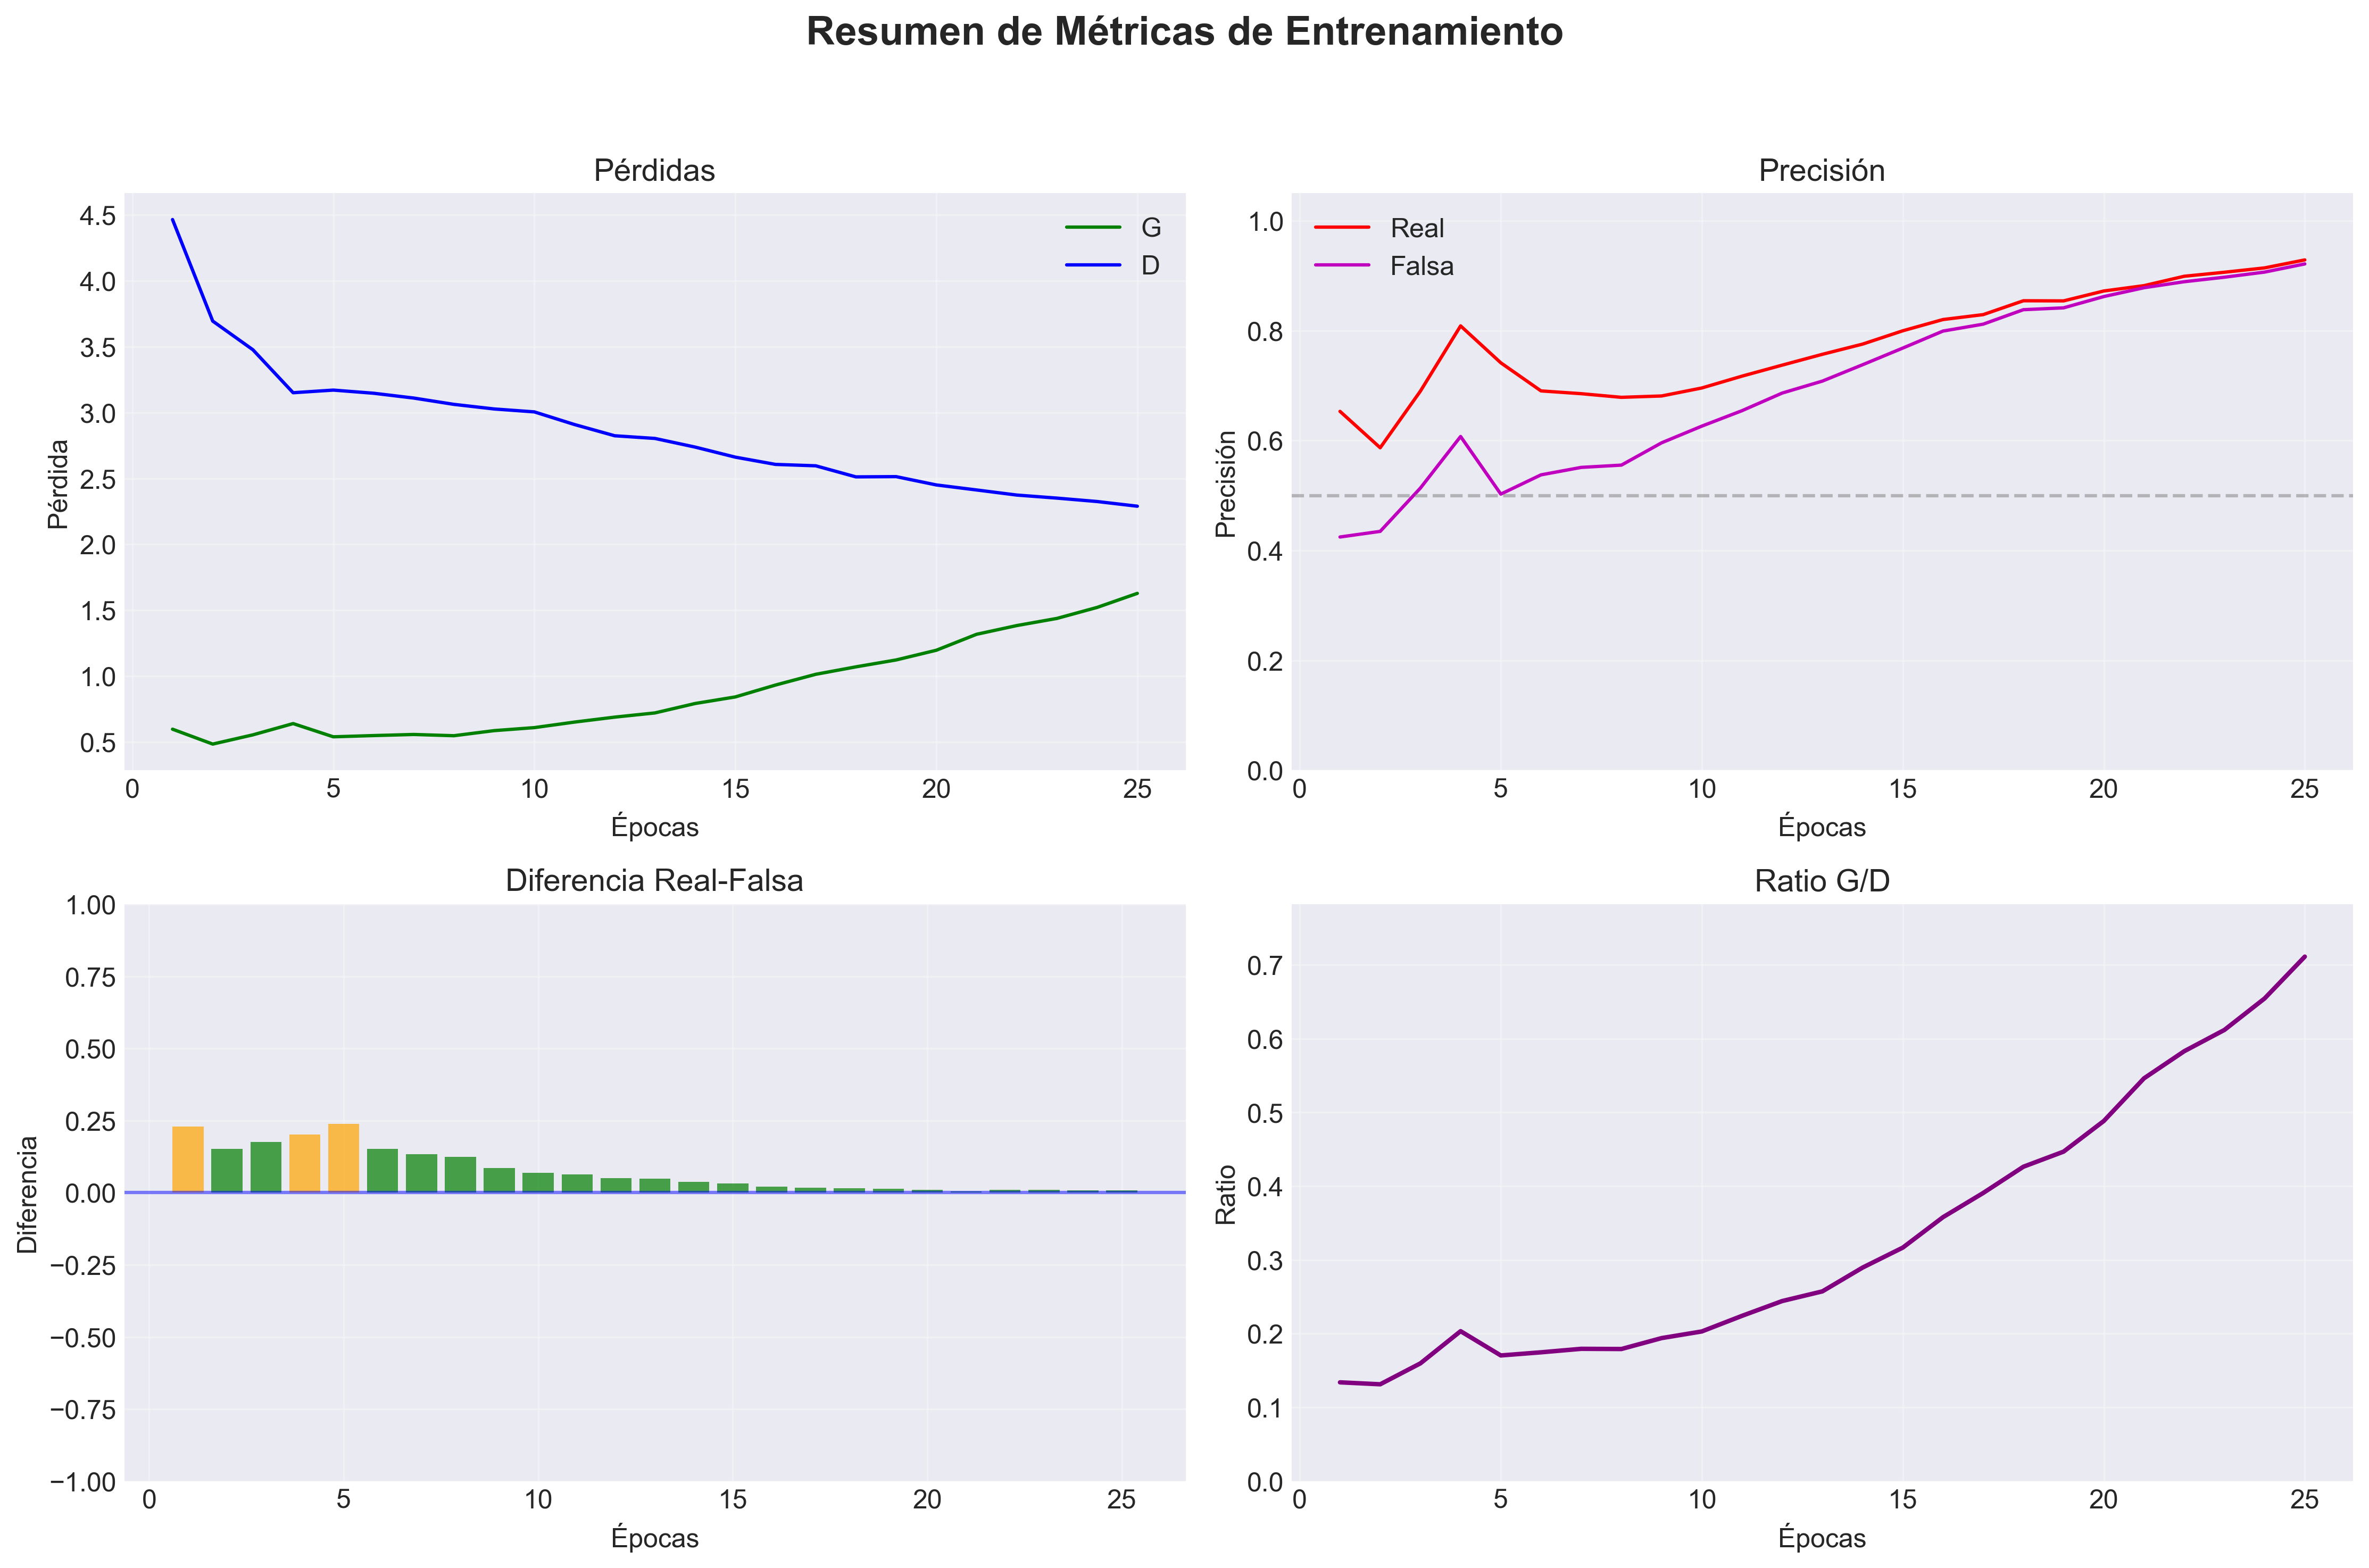 Resumen de Métricas de Entrenamiento
Pérdidas
4.5
4.0
3.5
3.0
2.5
2.0
1.5
1.0
0.5
Pérdida
G
D
0 5 10 15 20 25
Épocas
Precisión
1.0
0.8
0.6
0.4
0.2
0.0
Precisión
Real
Falsa
0 5 10 15 20 25
Épocas
Diferencia Real-Falsa
1.00
0.75
0.50
0.25
0.00
−0.25
−0.50
−0.75
−1.00
Diferencia
0 5 10 15 20 25
Épocas
Ratio G/D
0.7
0.6
0.5
0.4
0.3
0.2
0.1
0.0
Ratio
0 5 10 15 20 25
Épocas